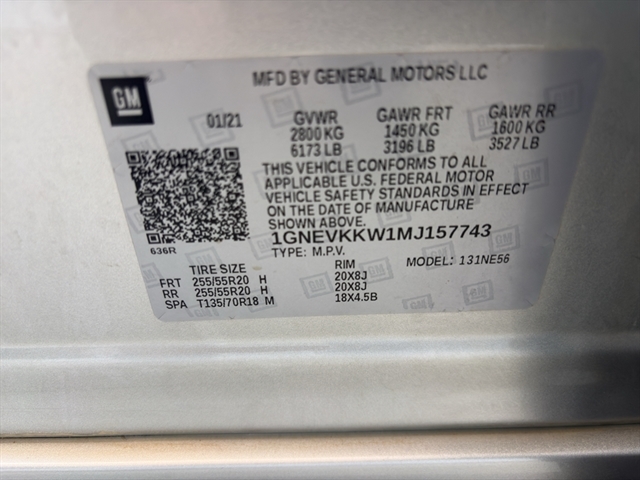 MFD BY GENERAL MOTORS LLC
GM
01/21 GVWR GAWR FRT GAWR RR
2800 KG 1450 KG 1600 KG
6173 LB 3196 LB 3527 LB
THIS VEHICLE CONFORMS TO ALL
APPLICABLE U.S. FEDERAL MOTOR
VEHICLE SAFETY STANDARDS IN EFFECT
ON THE DATE OF MANUFACTURE
SHOWN ABOVE.
1GNEVKKW1MJ157743
636R
TYPE: M.P.V. MODEL: 131NE56
TIRE SIZE RIM
FRT 255/55R20 H 20X8J
RR 255/55R20 H 20X8J
SPA T135/70R18 M 18X4.5B